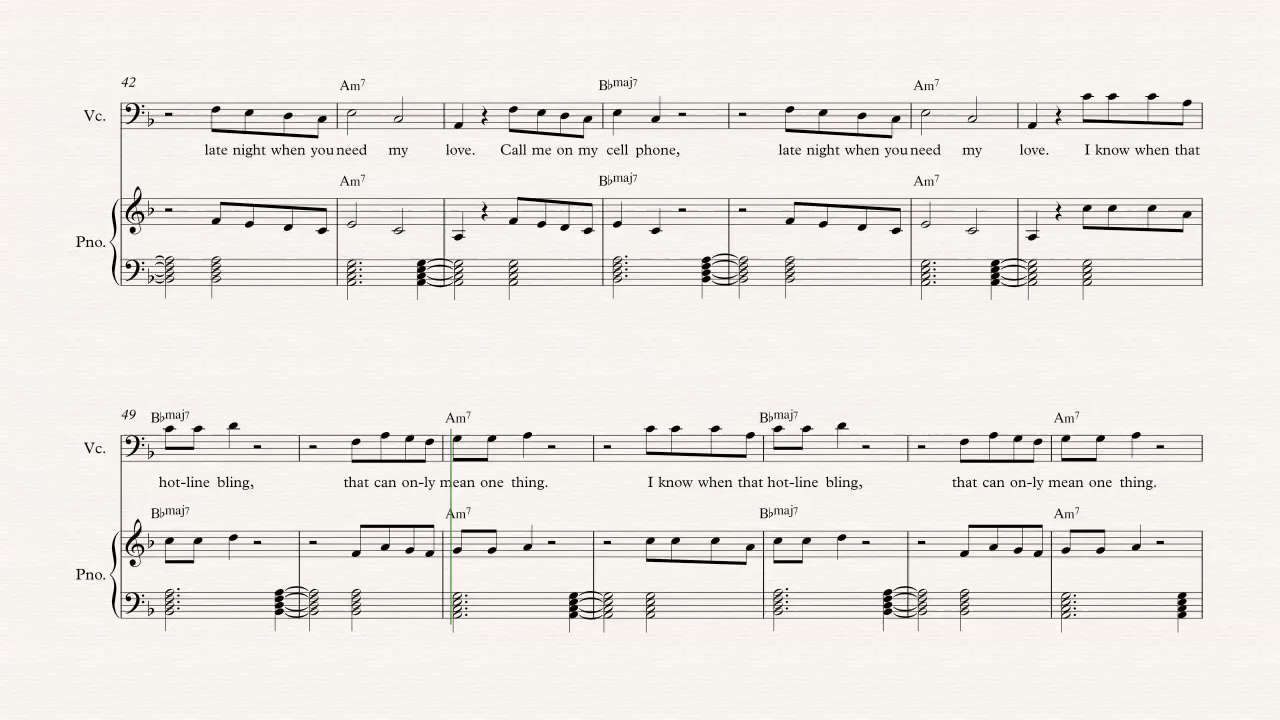 42
Am7 B♭maj7 Am7
Vc.
late night when you need my love. Call me on my cell phone, late night when you need my love. I know when that
Am7 B♭maj7 Am7
Pno.
49
B♭maj7 Am7 B♭maj7 Am7
Vc.
hot-line bling, that can on-ly mean one thing. I know when that hot-line bling, that can on-ly mean one thing.
B♭maj7 Am7 B♭maj7 Am7
Pno.